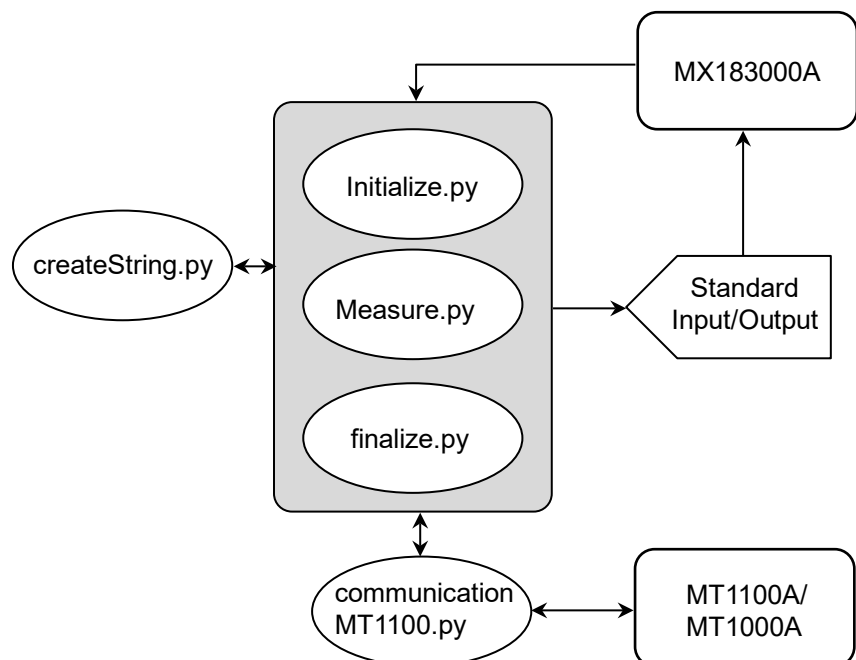 MX183000A
Initialize.py
createString.py
Measure.py
Standard
Input/Output
finalize.py
communication
MT1100.py
MT1100A/
MT1000A